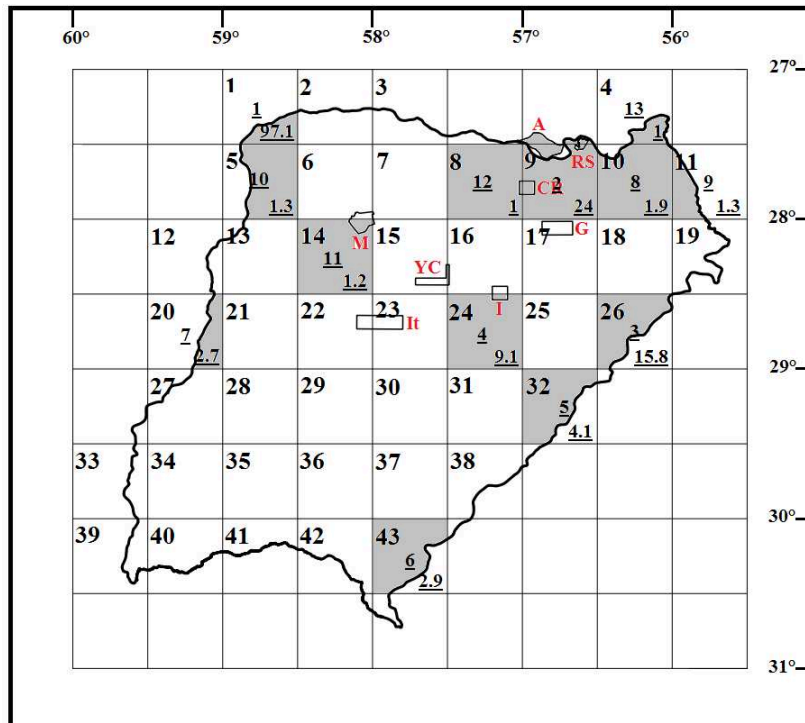 60° 59° 58° 57° 56°
27°
1 2 3 4
1 13
97.1 A 1
5 6 7 8 9 RS 10 11
10 12 CP 2 8 9
1.3 1 24 1.9 1.3
28°
12 13 14 M 15 16 17 G 18 19
11 YC
1.2 I
20 21 22 23 24 25 26
7 It 4 3
2.7 9.1 15.8
29°
27 28 29 30 31 32
5
4.1
33 34 35 36 37 38
30°
39 40 41 42 43
6
2.9
31°